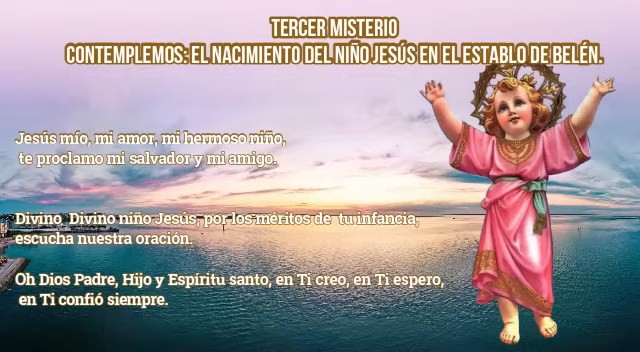 TERCER MISTERIO
CONTEMPLEMOS: EL NACIMIENTO DEL NIÑO JESÚS EN EL ESTABLO DE BELÉN.
Jesús mío, mi amor, mi hermoso niño,
te proclamo mi salvador y mi amigo.
Divino Divino niño Jesús, por los méritos de tu infancia,
escucha nuestra oración.
Oh Dios Padre, Hijo y Espíritu santo, en Ti creo, en Ti espero,
en Ti confió siempre.